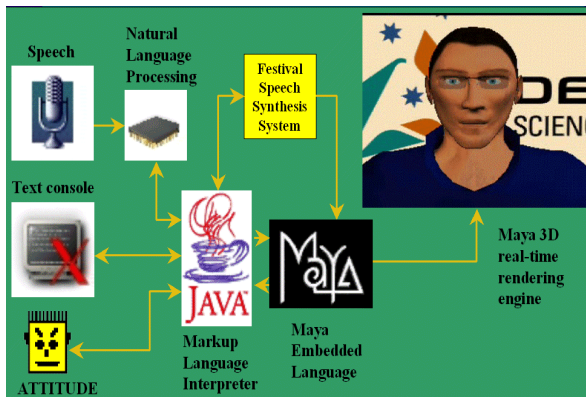 Speech
Natural
Language
Processing
Festival
Speech
Synthesis
System
DE
SCIENC
Text console
JAVA
MAYA
Maya 3D
real-time
rendering
engine
Markup
Language
Interpreter
Maya
Embedded
Language
ATTITUDE